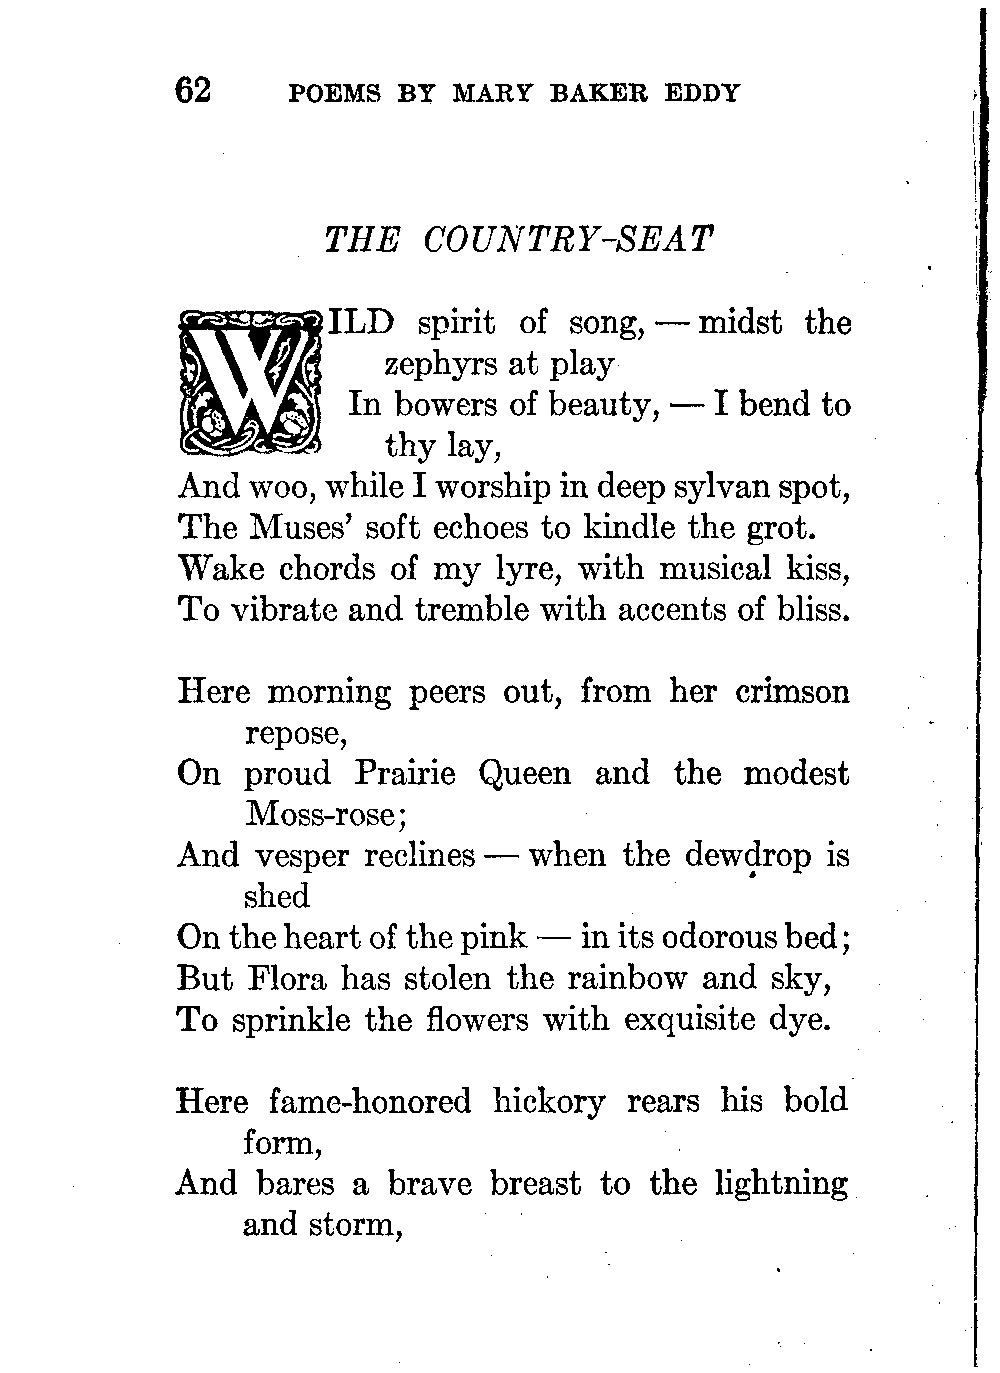 62 POEMS BY MARY BAKER EDDY
THE COUNTRY-SEAT
WILD spirit of song, — midst the
zephyrs at play
In bowers of beauty, — I bend to
thy lay,
And woo, while I worship in deep sylvan spot,
The Muses’ soft echoes to kindle the grot.
Wake chords of my lyre, with musical kiss,
To vibrate and tremble with accents of bliss.
Here morning peers out, from her crimson
repose,
On proud Prairie Queen and the modest
Moss-rose;
And vesper reclines — when the dewdrop is
shed
On the heart of the pink — in its odorous bed;
But Flora has stolen the rainbow and sky,
To sprinkle the flowers with exquisite dye.
Here fame-honored hickory rears his bold
form,
And bares a brave breast to the lightning
and storm,